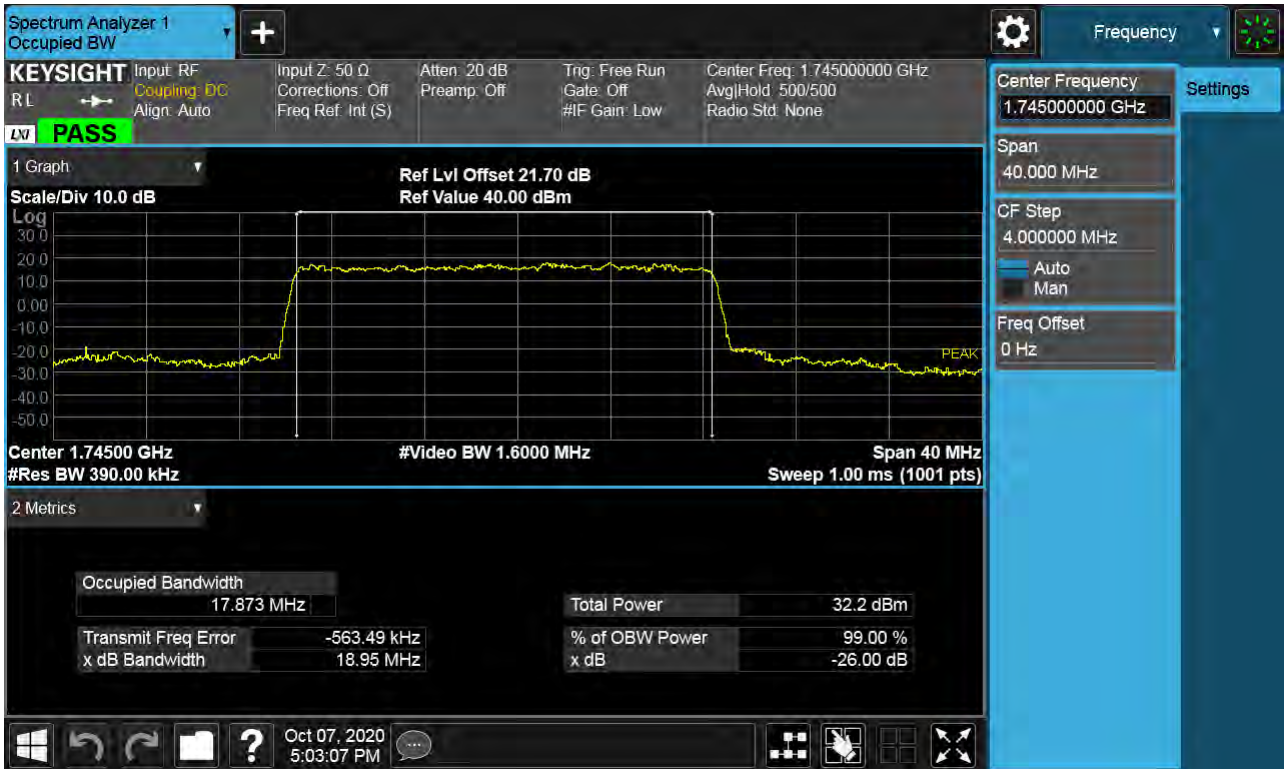 Spectrum Analyzer 1
Occupied BW
+
Frequency
KEYSIGHT
RL
LXI
PASS
Input: RF
Coupling: DC
Align: Auto
Input Z: 50 Ω
Corrections: Off
Freq Ref: Int (S)
Atten: 20 dB
Preamp: Off
Trig: Free Run
Gate: Off
#IF Gain: Low
Center Freq: 1.745000000 GHz
Avg|Hold: 500/500
Radio Std: None
Center Frequency
1.745000000 GHz
Settings
Span
40.000 MHz
CF Step
4.000000 MHz
Auto
Man
Freq Offset
0 Hz
1 Graph
Scale/Div 10.0 dB
Ref Lvl Offset 21.70 dB
Ref Value 40.00 dBm
Log
30.0
20.0
10.0
0.00
-10.0
-20.0
-30.0
-40.0
-50.0
PEAK
Center 1.74500 GHz
#Res BW 390.00 kHz
#Video BW 1.6000 MHz
Span 40 MHz
Sweep 1.00 ms (1001 pts)
2 Metrics
Occupied Bandwidth
17.873 MHz
Transmit Freq Error -563.49 kHz
x dB Bandwidth 18.95 MHz
Total Power 32.2 dBm
% of OBW Power 99.00 %
x dB -26.00 dB
?
Oct 07, 2020
5:03:07 PM